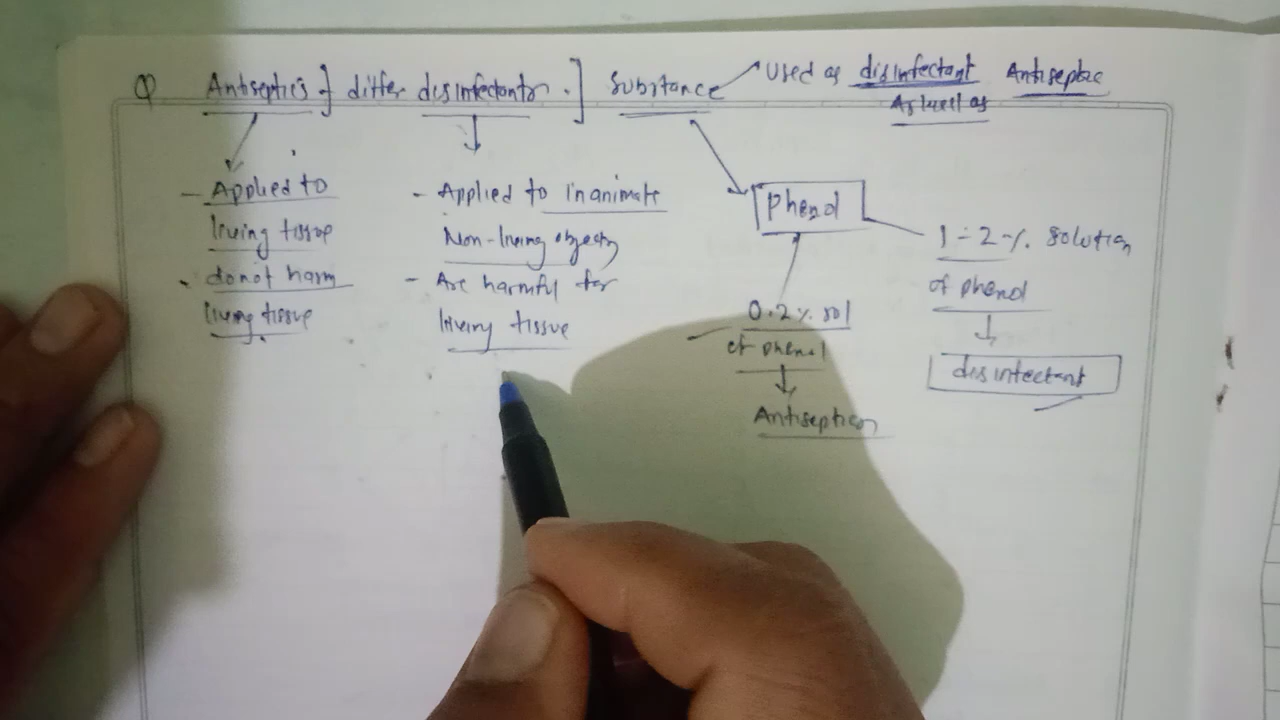 Q Antiseptics } differ disinfectants . ] Substance Used as disinfectant Antiseptic
As well as
- Applied to
living tissue
- do not harm
living tissue
- Applied to inanimate
Non-living objects
- Are harmful for
living tissue
Phenol
0.2 % sol
of phenol
Antiseptics
1-2 % solution
of phenol
disinfectant